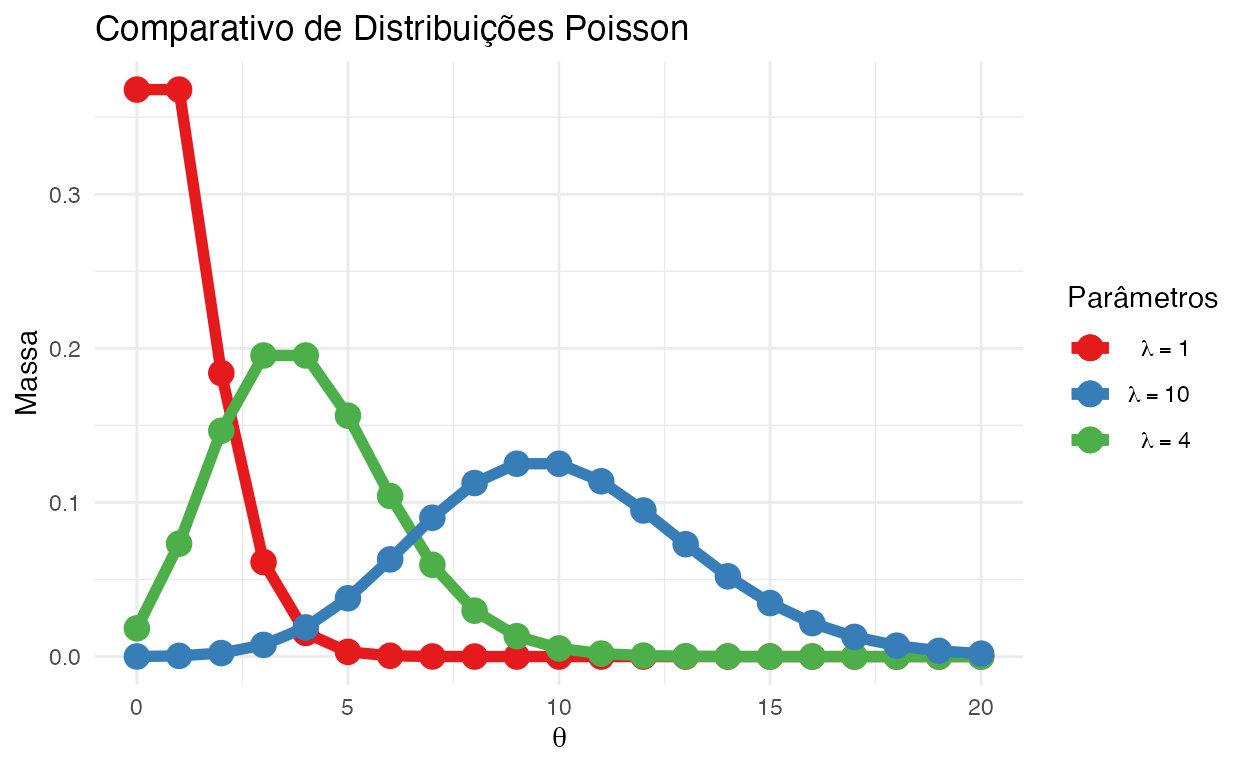 Comparativo de Distribuições Poisson
Massa
0.3
0.2
0.1
0.0
0 5 10 15 20
θ
Parâmetros
λ = 1
λ = 10
λ = 4